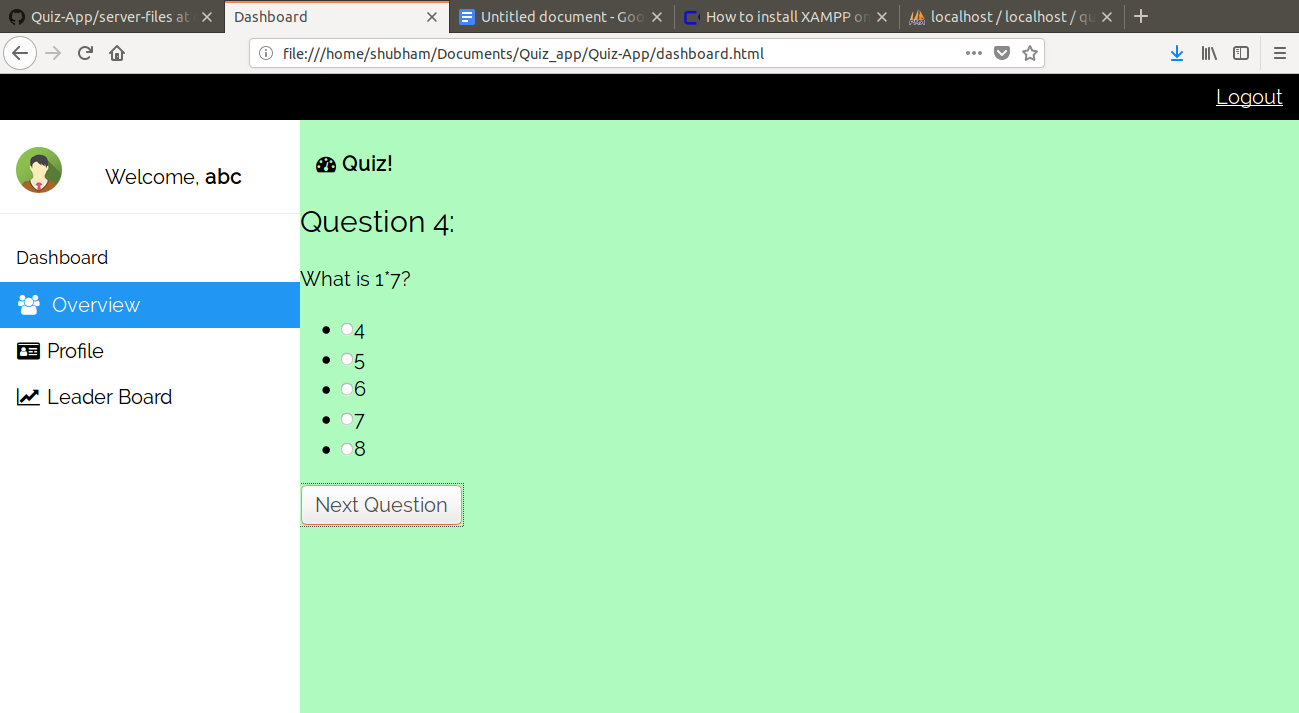 Quiz-App/server-files at
Dashboard
Untitled document - Goo
How to install XAMPP on
localhost / localhost / qu
file:///home/shubham/Documents/Quiz_app/Quiz-App/dashboard.html
Logout
Welcome, abc
Quiz!
Question 4:
Dashboard
What is 1*7?
Overview
4
Profile
5
6
Leader Board
7
8
Next Question